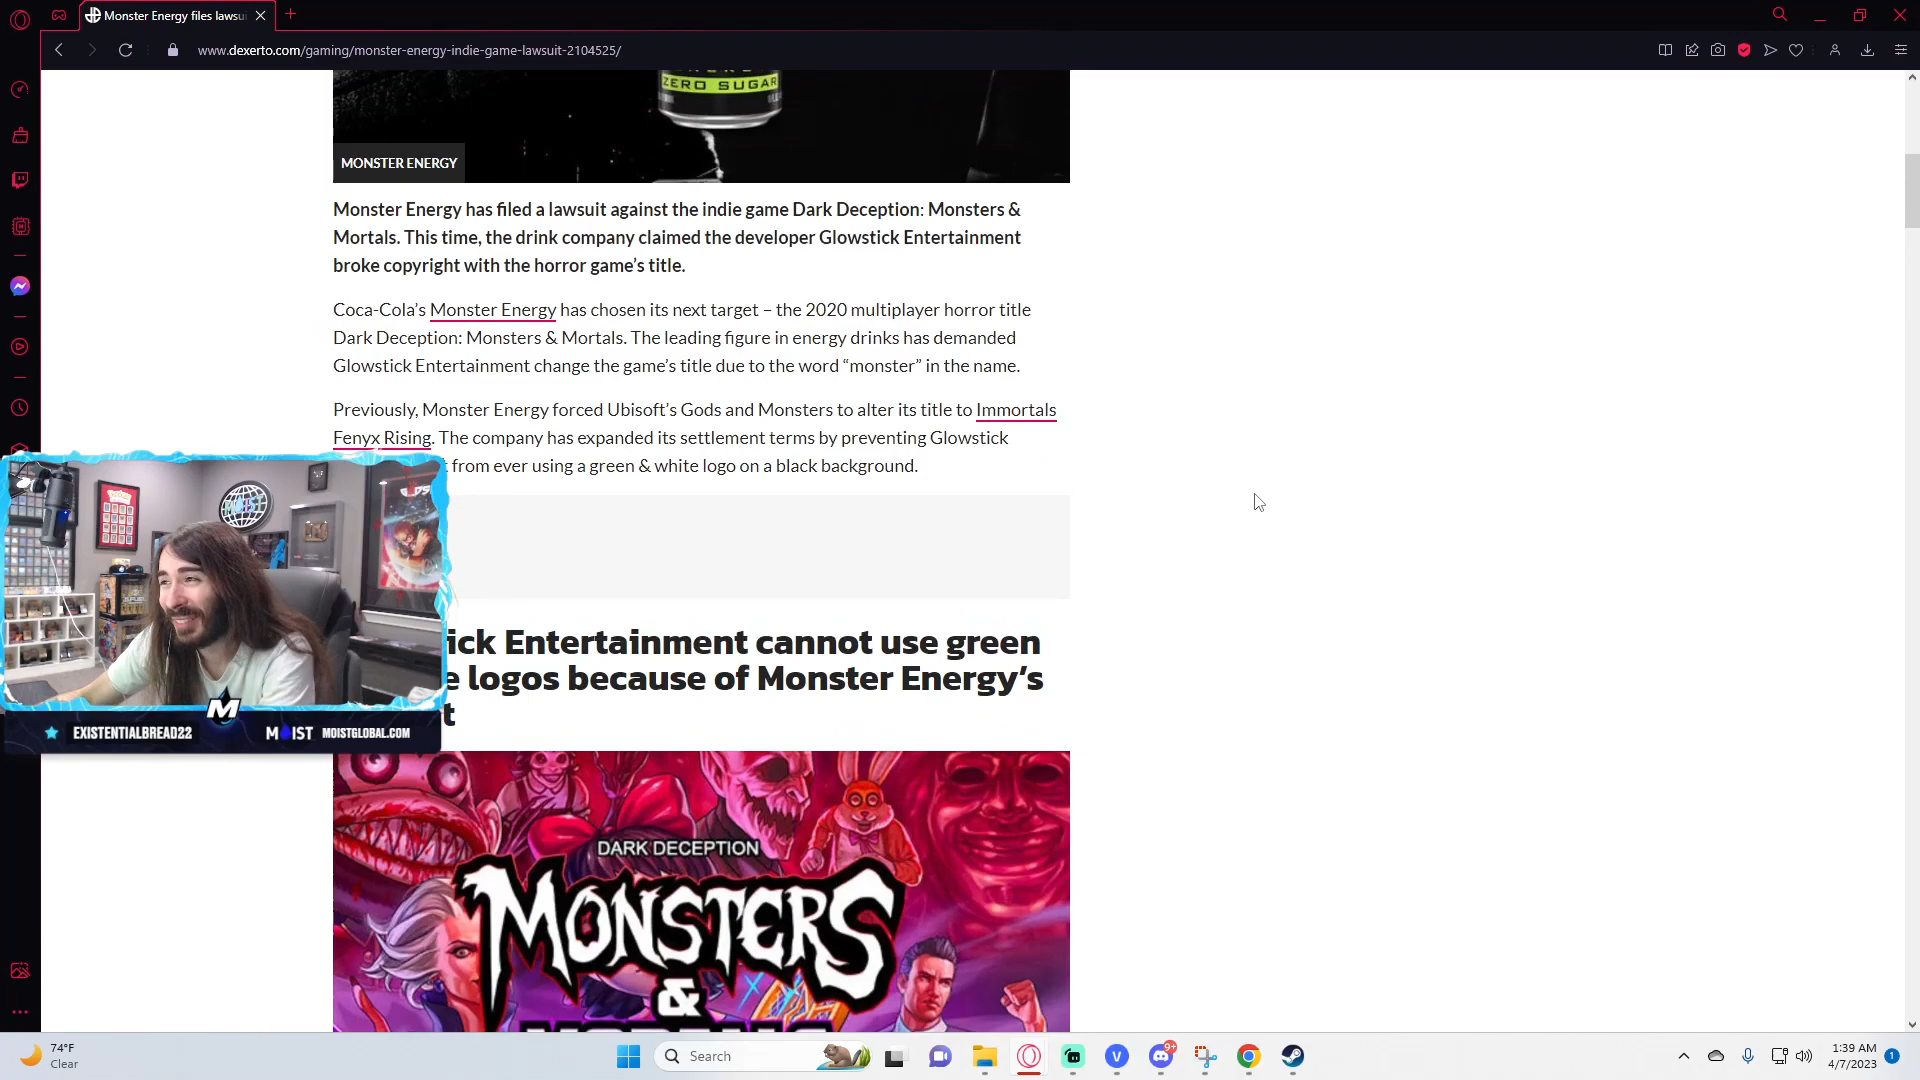 Monster Energy files lawsu
www.dexerto.com/gaming/monster-energy-indie-game-lawsuit-2104525/
ZERO SUGAR
MONSTER ENERGY
Monster Energy has filed a lawsuit against the indie game Dark Deception: Monsters &
Mortals. This time, the drink company claimed the developer Glowstick Entertainment
broke copyright with the horror game's title.
Coca-Cola's Monster Energy has chosen its next target – the 2020 multiplayer horror title
Dark Deception: Monsters & Mortals. The leading figure in energy drinks has demanded
Glowstick Entertainment change the game's title due to the word “monster” in the name.
Previously, Monster Energy forced Ubisoft's Gods and Monsters to alter its title to Immortals
Fenyx Rising. The company has expanded its settlement terms by preventing Glowstick
t from ever using a green & white logo on a black background.
ick Entertainment cannot use green
e logos because of Monster Energy's
t
MOIST
M
EXISTENTIALBREAD22
MOIST
MOISTGLOBAL.COM
DARK DECEPTION
MONSTERS
&
74°F
Clear
Search
V
9+
1:39 AM
4/7/2023
1